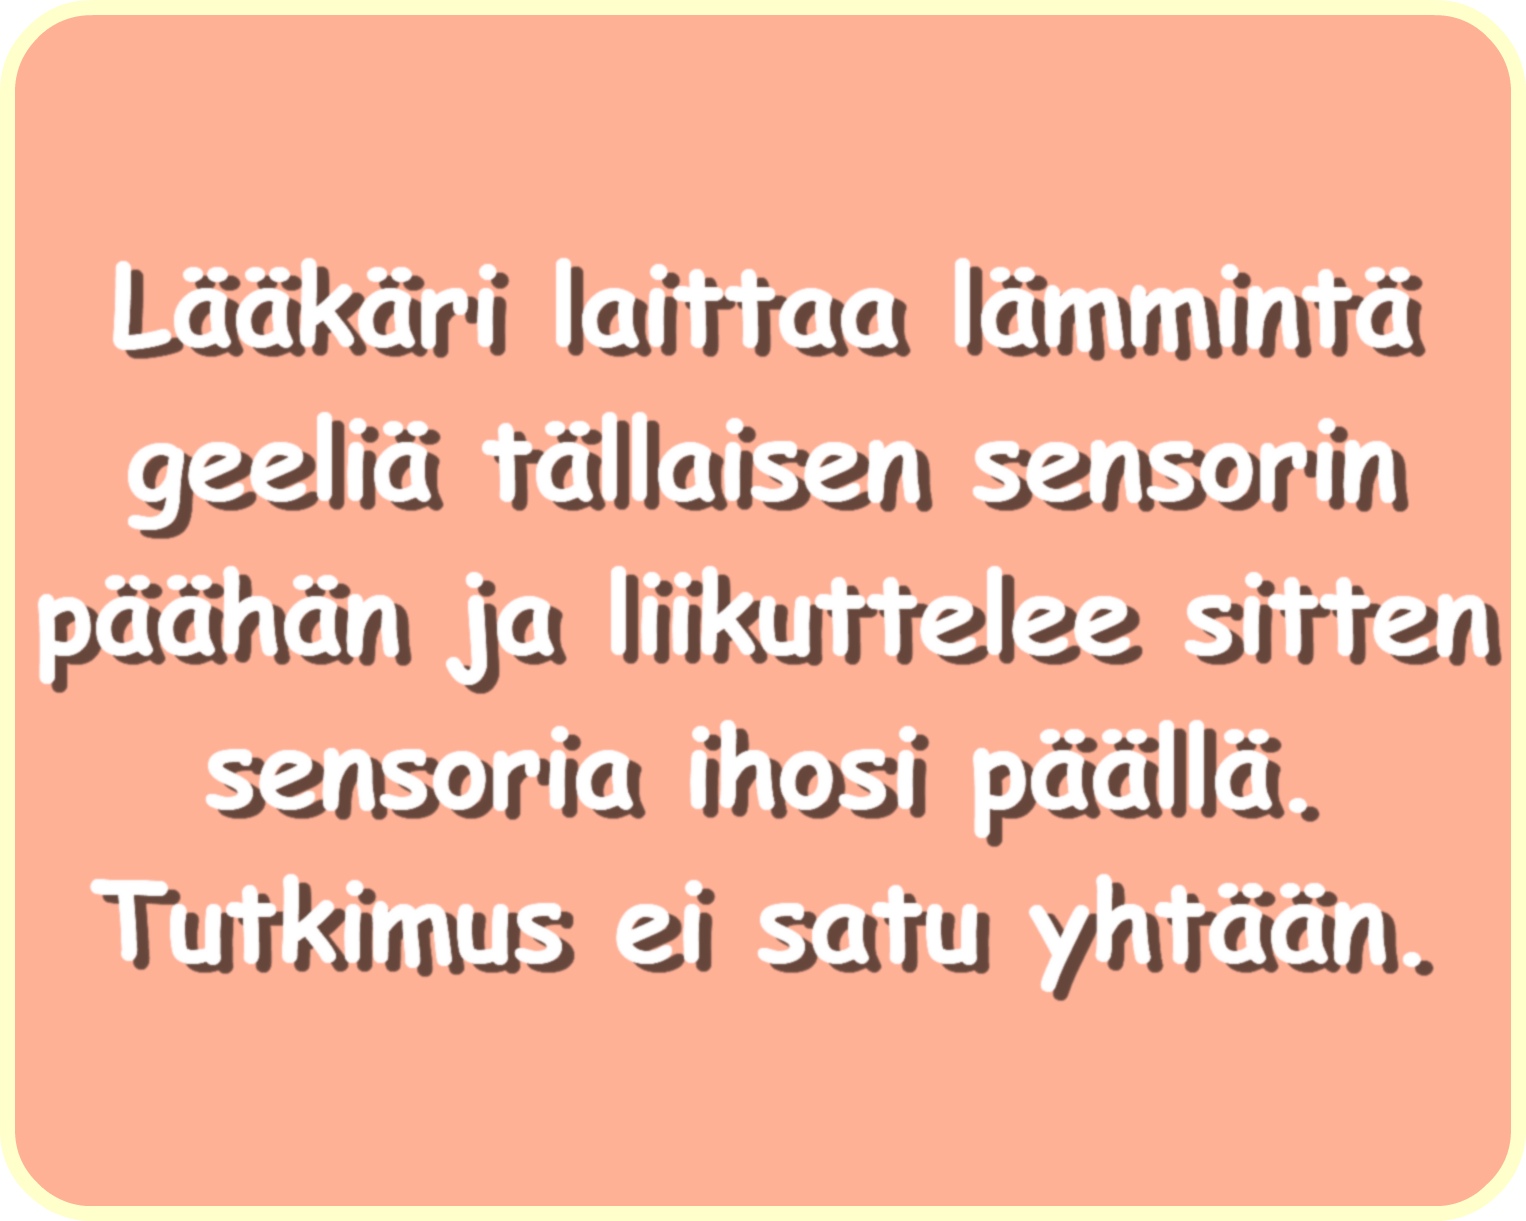 Lääkäri laittaa lämmintä
geeliä tällaisen sensorin
päähän ja liikuttelee sitten
sensoria ihosi päällä.
Tutkimus ei satu yhtään.